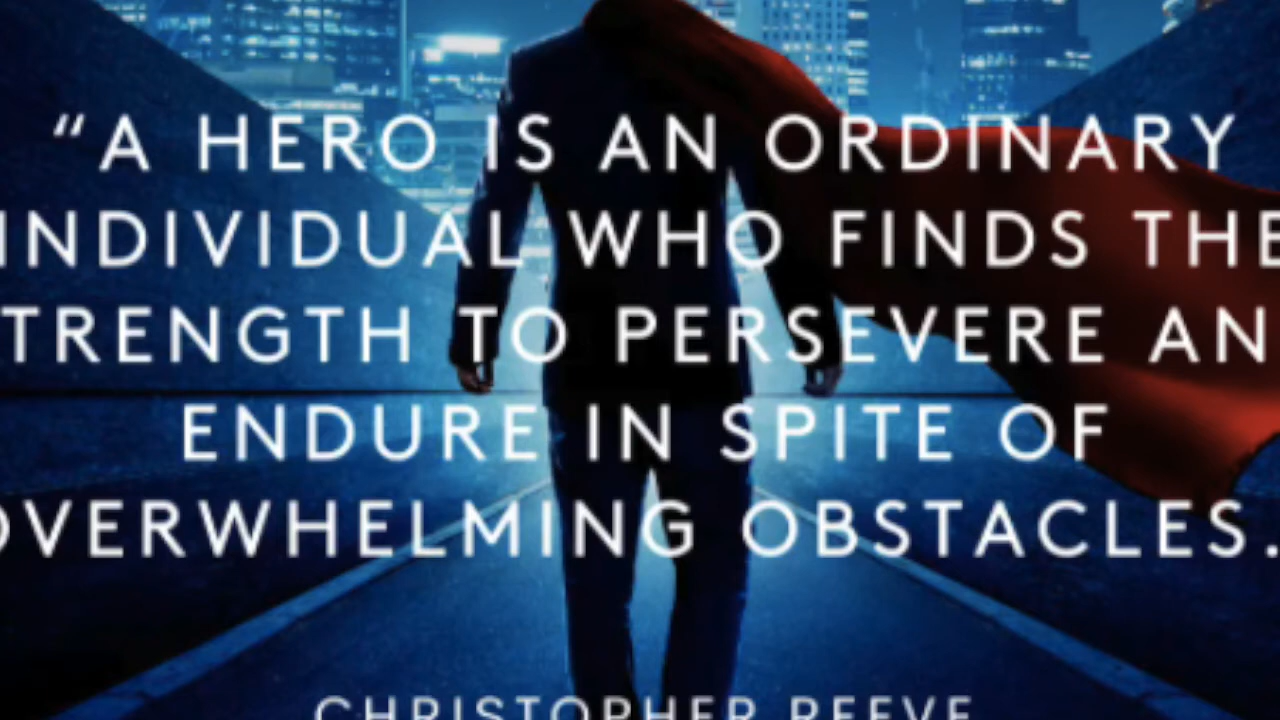 “A HERO IS AN ORDINARY
INDIVIDUAL WHO FINDS THE
TRENGTH TO PERSEVERE AN
ENDURE IN SPITE OF
OVERWHELMING OBSTACLES.
CHRISTOPHER REEVE